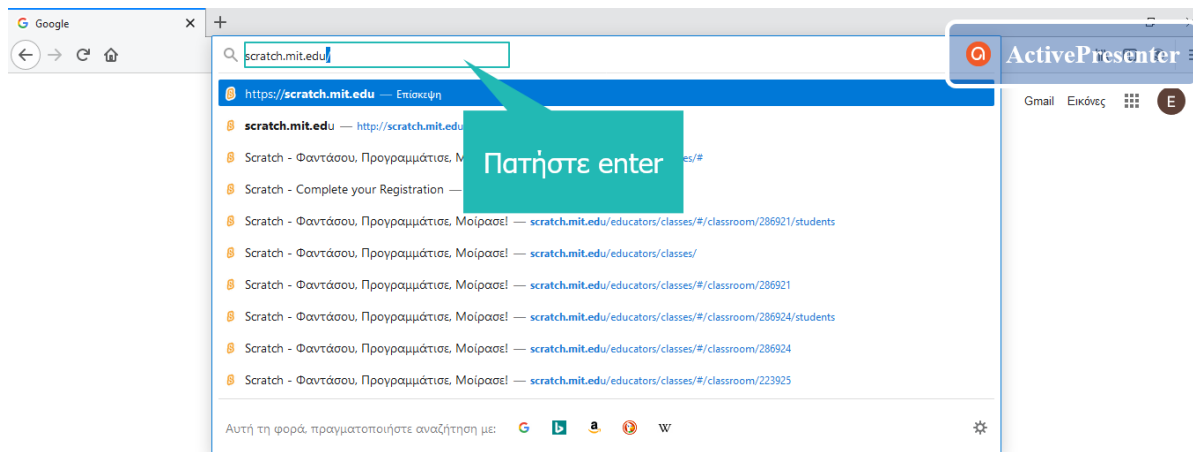 Google
scratch.mit.edu/
ActivePresenter
https://scratch.mit.edu — Επίσκεψη
Gmail Εικόνες E
scratch.mit.edu — http://scratch.mit.edu
Πατήστε enter
Scratch - Φαντάσου, Προγραμμάτισε, Μ es/#
Scratch - Complete your Registration —
Scratch - Φαντάσου, Προγραμμάτισε, Μοίρασε! — scratch.mit.edu/educators/classes/#/classroom/286921/students
Scratch - Φαντάσου, Προγραμμάτισε, Μοίρασε! — scratch.mit.edu/educators/classes/
Scratch - Φαντάσου, Προγραμμάτισε, Μοίρασε! — scratch.mit.edu/educators/classes/#/classroom/286921
Scratch - Φαντάσου, Προγραμμάτισε, Μοίρασε! — scratch.mit.edu/educators/classes/#/classroom/286924/students
Scratch - Φαντάσου, Προγραμμάτισε, Μοίρασε! — scratch.mit.edu/educators/classes/#/classroom/286924
Scratch - Φαντάσου, Προγραμμάτισε, Μοίρασε! — scratch.mit.edu/educators/classes/#/classroom/223925
Αυτή τη φορά, πραγματοποιήστε αναζήτηση με: G b a W